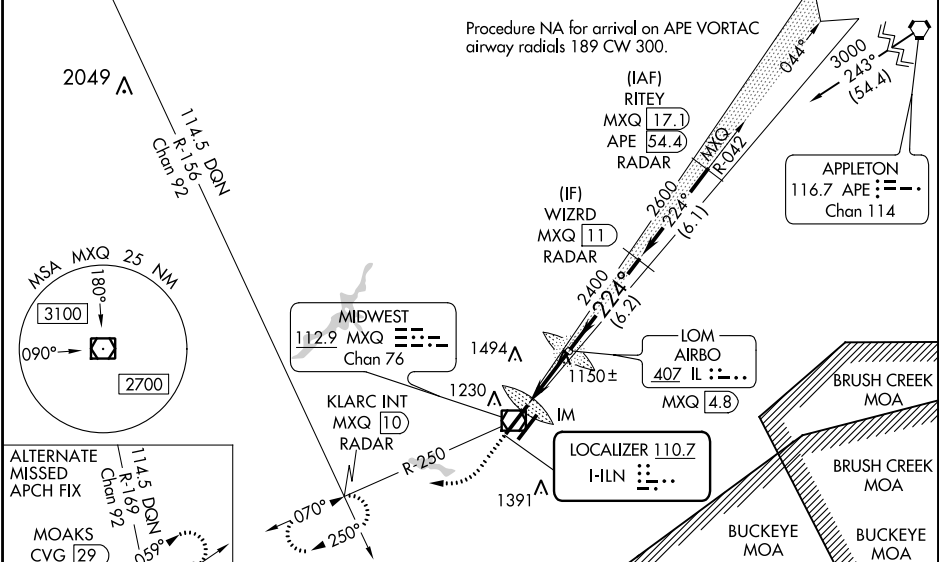 Procedure NA for arrival on APE VORTAC
airway radials 189 CW 300.
2049
114.5 DQN
R-156
Chan 92
(IAF)
RITEY
MXQ 17.1
APE 54.4
RADAR
044°
3000
243°
(54.4)
MXQ
R-042
APPLETON
116.7 APE
Chan 114
2600
224°
(6.1)
(IF)
WIZRD
MXQ 11
RADAR
2400
224°
(6.2)
MSA MXQ 25 NM
180°
3100
090°
2700
MIDWEST
112.9 MXQ
Chan 76
1494
1150±
LOM
AIRBO
407 IL
MXQ 4.8
1230
IM
KLARC INT
MXQ 10
RADAR
R-250
LOCALIZER 110.7
I-ILN
1391
070°
250°
BRUSH CREEK
MOA
BRUSH CREEK
MOA
BUCKEYE
MOA
BUCKEYE
MOA
ALTERNATE
MISSED
APCH FIX
114.5 DQN
R-169
Chan 92
MOAKS
CVG 29
059°